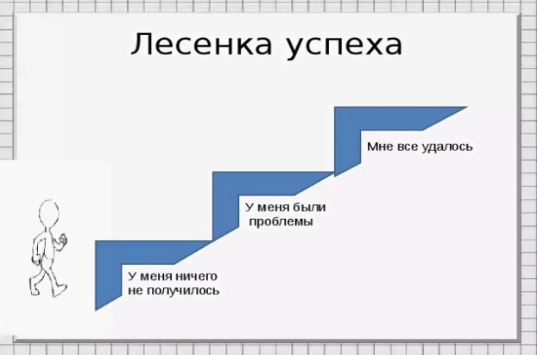 Лесенка успеха
Мне все удалось
У меня были
проблемы
У меня ничего
не получилось